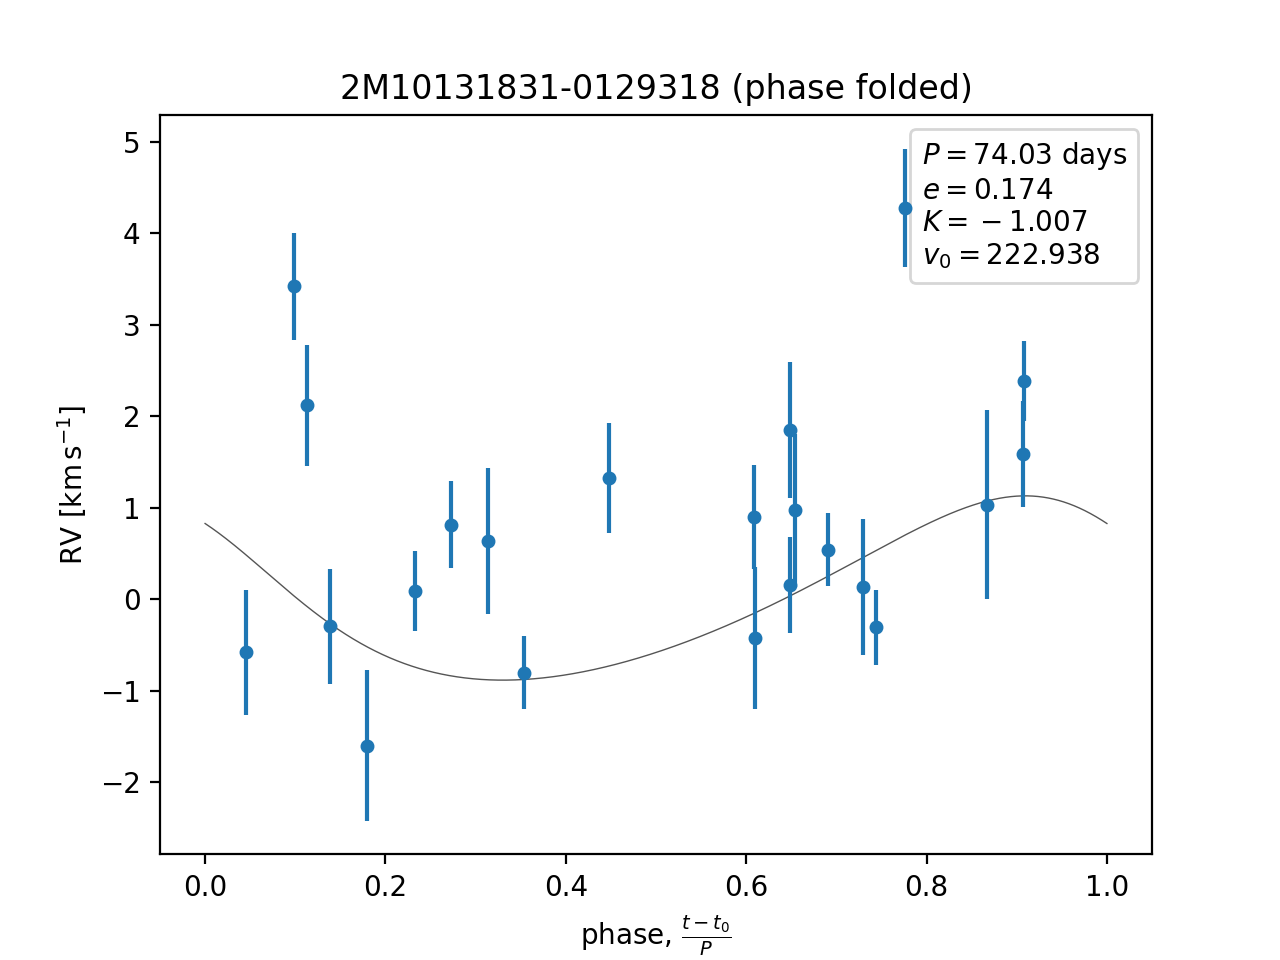 2M10131831-0129318 (phase folded)
P = 74.03 days
e = 0.174
K = −1.007
v₀ = 222.938
5
4
3
2
1
0
−1
−2
RV [km s⁻¹]
0.0 0.2 0.4 0.6 0.8 1.0
phase, (t − t₀)/P